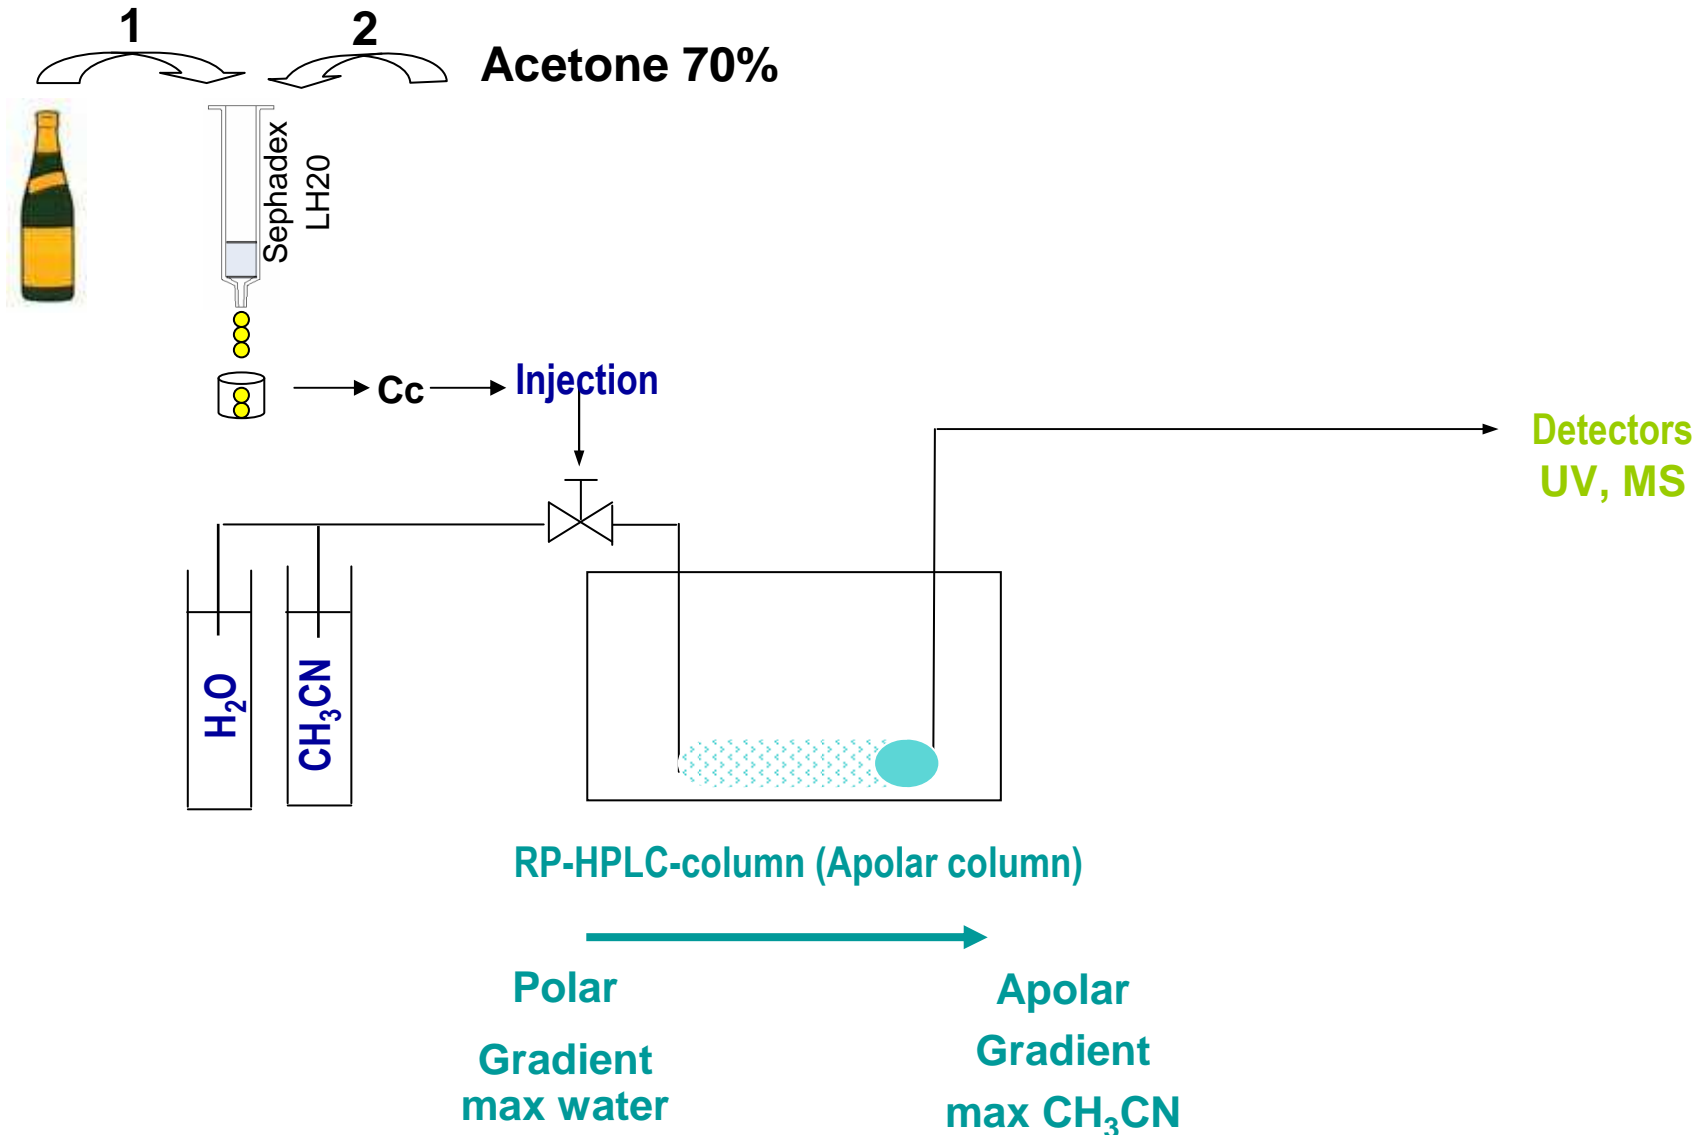 1
2
Acetone 70%
Sephadex
LH20
Cc
Injection
Detectors
UV, MS
H₂O
CH₃CN
RP-HPLC-column (Apolar column)
Polar
Apolar
Gradient
max water
Gradient
max CH₃CN